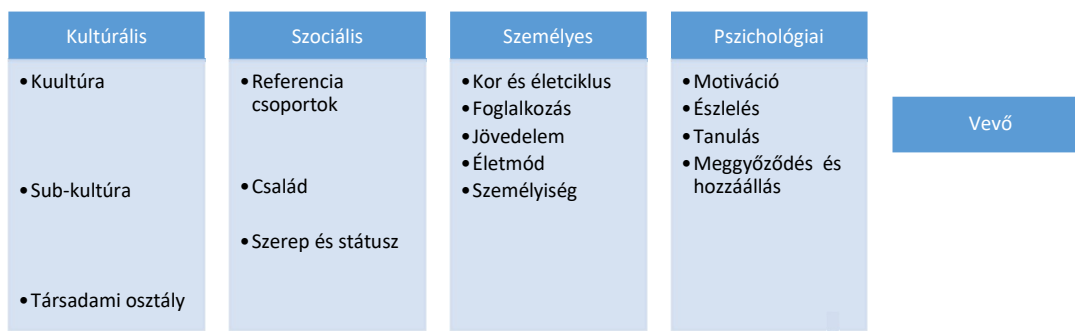 Kultúrális
•Kuultúra
•Sub-kultúra
•Társadami osztály
Szociális
•Referencia
csoportok
•Család
•Szerep és státusz
Személyes
•Kor és életciklus
•Foglalkozás
•Jövedelem
•Életmód
•Személyiség
Pszichológiai
•Motiváció
•Észlelés
•Tanulás
•Meggyőződés és
hozzáállás
Vevő